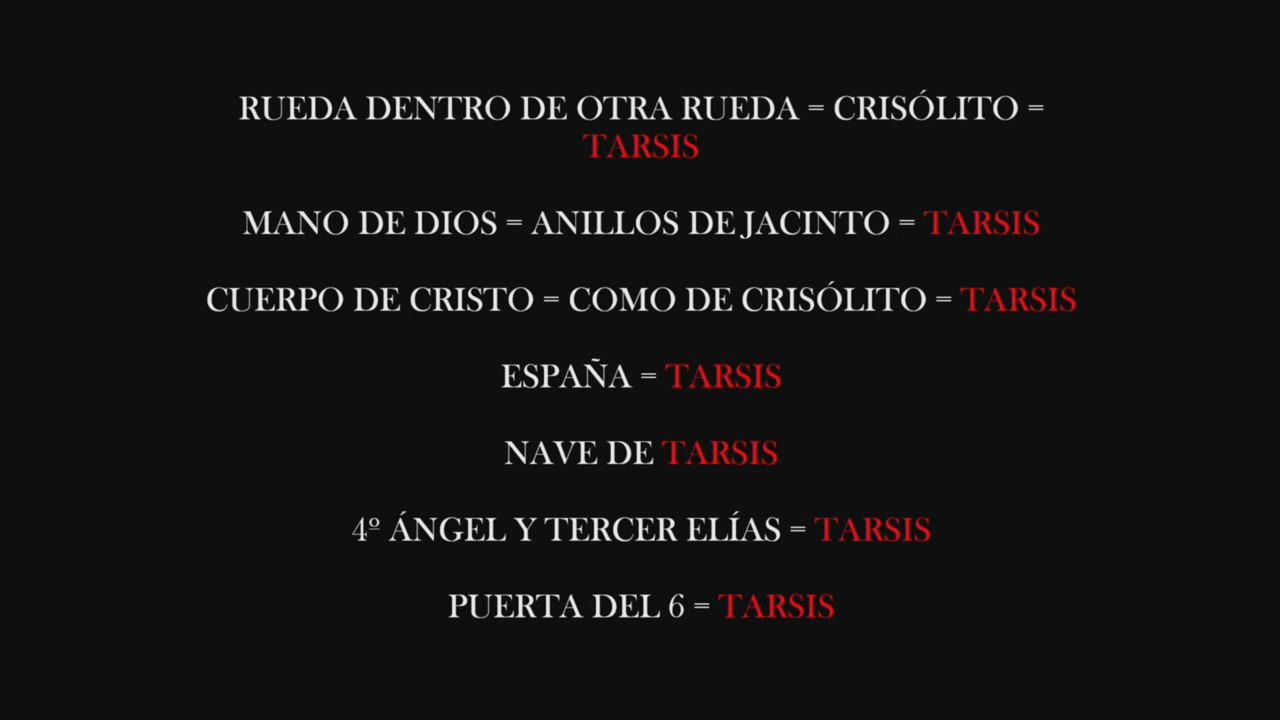 RUEDA DENTRO DE OTRA RUEDA = CRISÓLITO =
TARSIS
MANO DE DIOS = ANILLOS DE JACINTO = TARSIS
CUERPO DE CRISTO = COMO DE CRISÓLITO = TARSIS
ESPAÑA = TARSIS
NAVE DE TARSIS
4º ÁNGEL Y TERCER ELÍAS = TARSIS
PUERTA DEL 6 = TARSIS